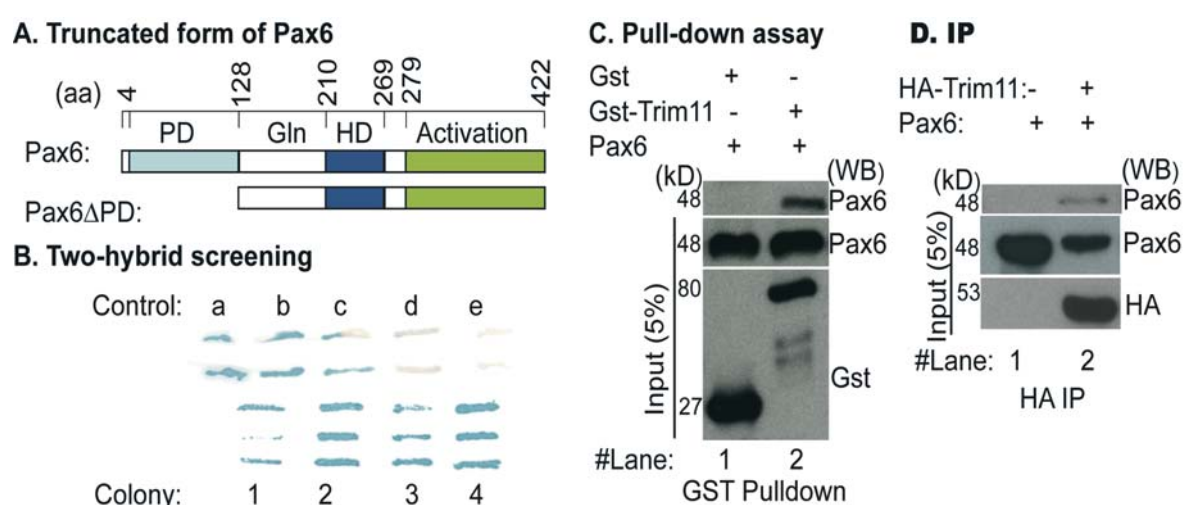 A. Truncated form of Pax6
(aa) 4 128 210 269 279 422
PD Gln HD Activation
Pax6:
Pax6ΔPD:
B. Two-hybrid screening
Control: a b c d e
Colony: 1 2 3 4
C. Pull-down assay
Gst + -
Gst-Trim11 - +
Pax6 + +
(kD) (WB)
48 Pax6
48 Pax6
80
Gst
27
Input (5%)
#Lane: 1 2
GST Pulldown
D. IP
HA-Trim11:- +
Pax6: + +
(kD) (WB)
48 Pax6
48 Pax6
53 HA
Input (5%)
#Lane: 1 2
HA IP